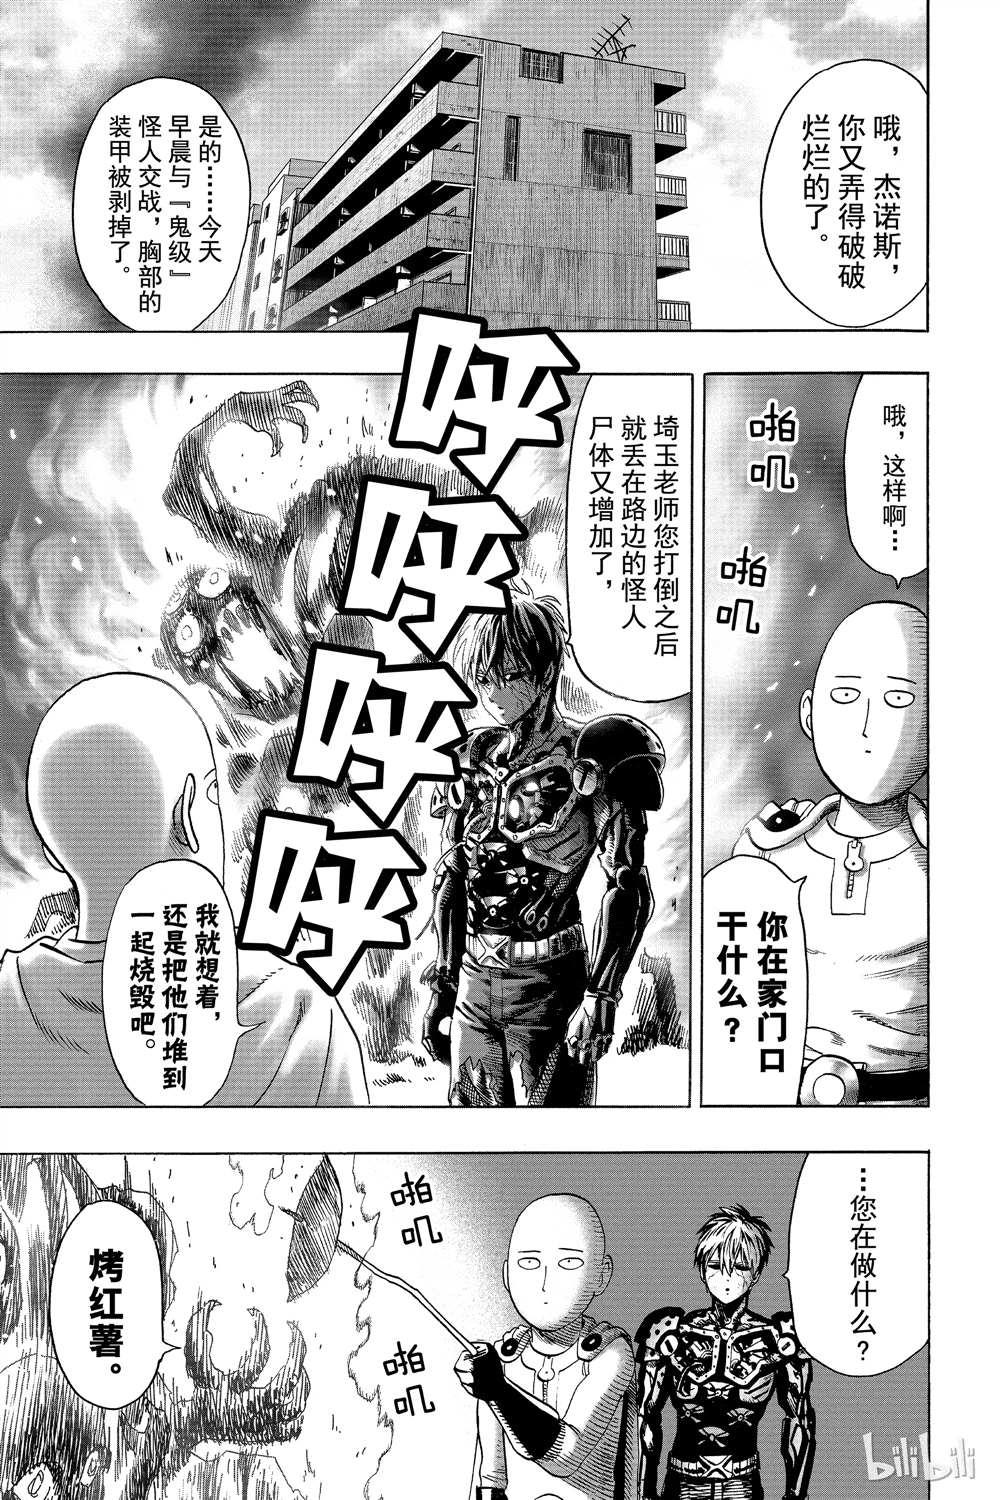 哦，杰诺斯，
你又弄得破破
烂烂的了。
是的……今天
早晨与『鬼级』
怪人交战，胸部的
装甲被剥掉了。
哦，这样啊…
啪
叽
啪
叽
你在家门口
干什么？
埼玉老师您打倒之后
就丢在路边的怪人
尸体又增加了，
呼
呼
呼
呼
我就想着，
还是把他们堆到
一起烧毁吧。
…您在做什么？
啪
叽
啪
叽
烤红薯。
bilibili